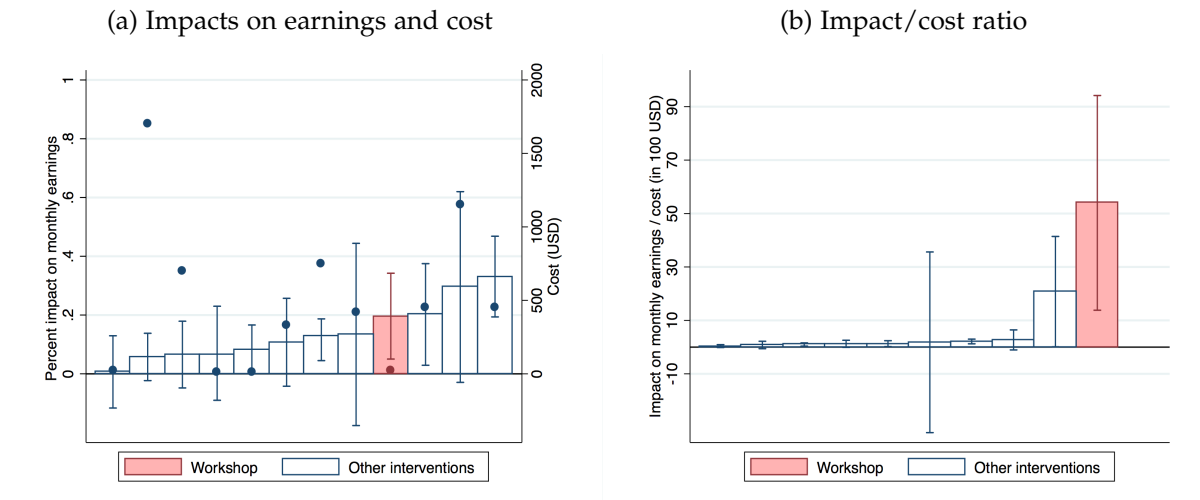 (a) Impacts on earnings and cost
Percent impact on monthly earnings
1
.8
.6
.4
.2
0
2000
1500
1000
500
0
Cost (USD)
Workshop
Other interventions
(b) Impact/cost ratio
Impact on monthly earnings / cost (in 100 USD)
90
70
50
30
10
-10
Workshop
Other interventions